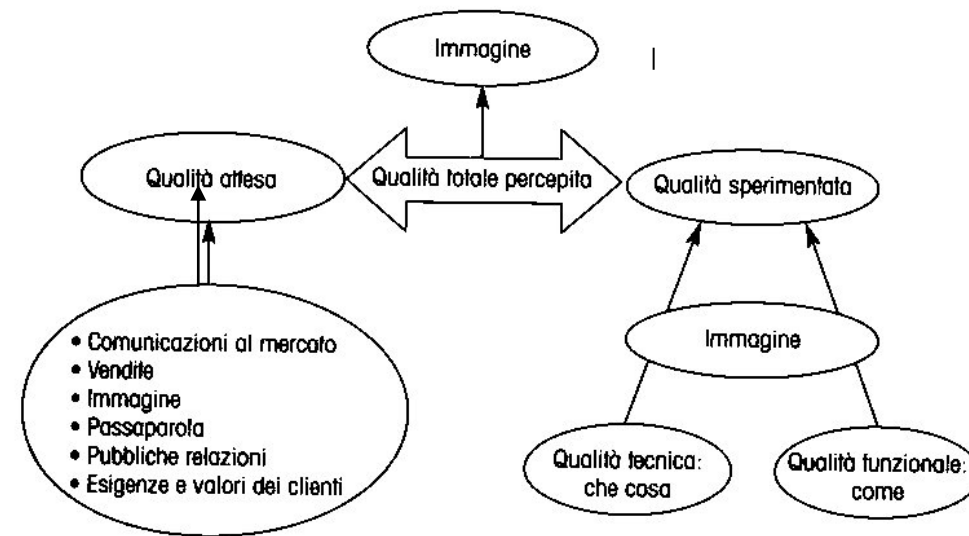 Immagine
Qualità attesa
Qualità totale percepita
Qualità sperimentata
• Comunicazioni al mercato
• Vendite
• Immagine
• Passaparola
• Pubbliche relazioni
• Esigenze e valori dei clienti
Immagine
Qualità tecnica:
che cosa
Qualità funzionale:
come